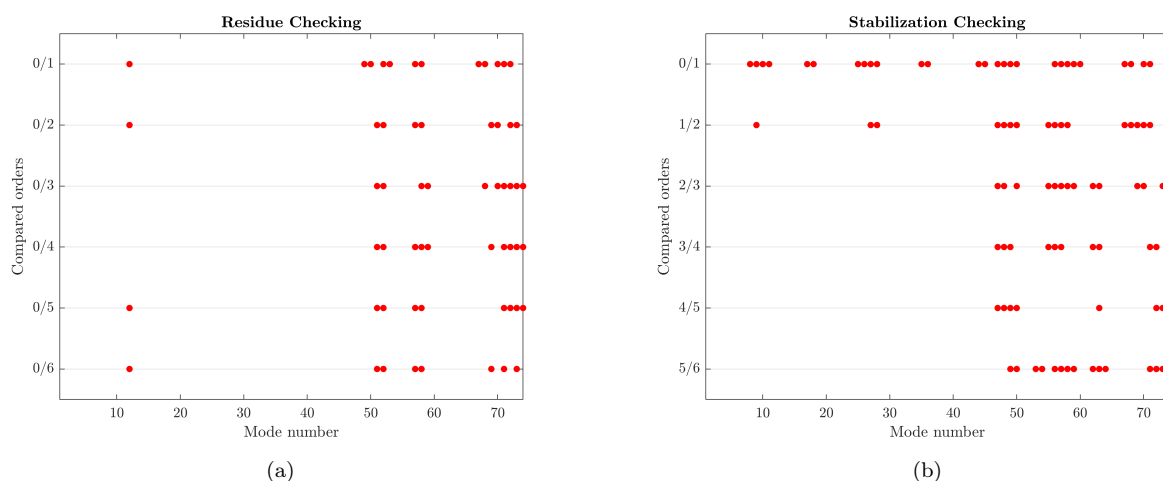 Residue Checking
0/1
0/2
0/3
0/4
0/5
0/6
Compared orders
10 20 30 40 50 60 70
Mode number
(a)
Stabilization Checking
0/1
1/2
2/3
3/4
4/5
5/6
Compared orders
10 20 30 40 50 60 70
Mode number
(b)